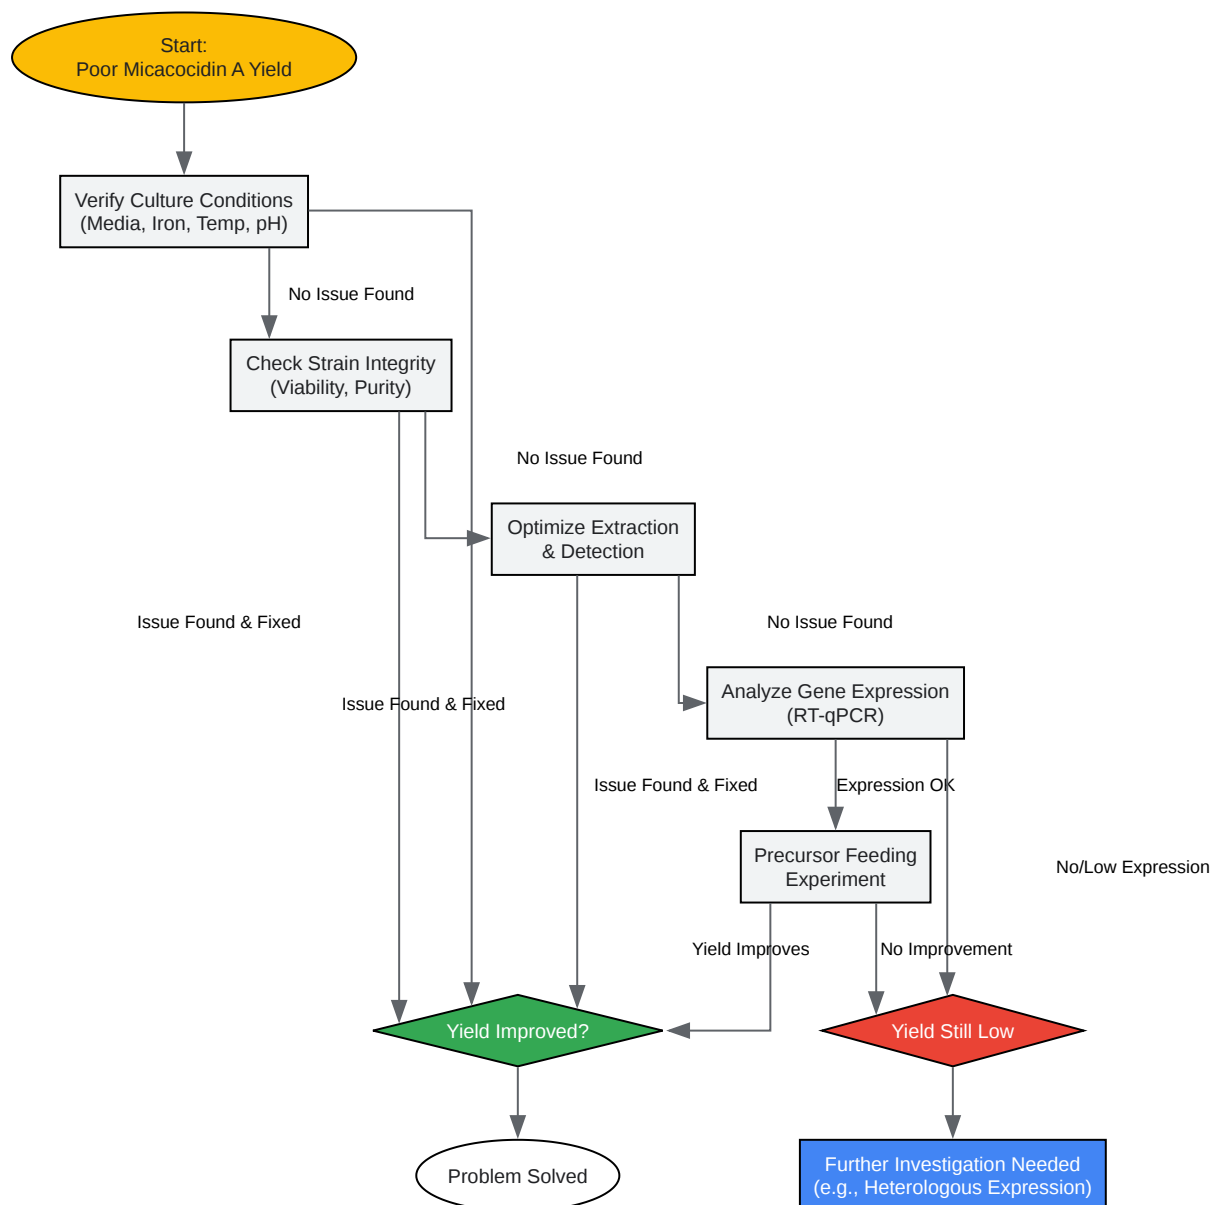 Start:
Poor Micacocidin A Yield
Verify Culture Conditions
(Media, Iron, Temp, pH)
No Issue Found
Check Strain Integrity
(Viability, Purity)
No Issue Found
Optimize Extraction
& Detection
Issue Found & Fixed
No Issue Found
Analyze Gene Expression
(RT-qPCR)
Issue Found & Fixed
Issue Found & Fixed
Expression OK
Precursor Feeding
Experiment
No/Low Expression
Yield Improves
No Improvement
Yield Improved?
Yield Still Low
Problem Solved
Further Investigation Needed
(e.g., Heterologous Expression)